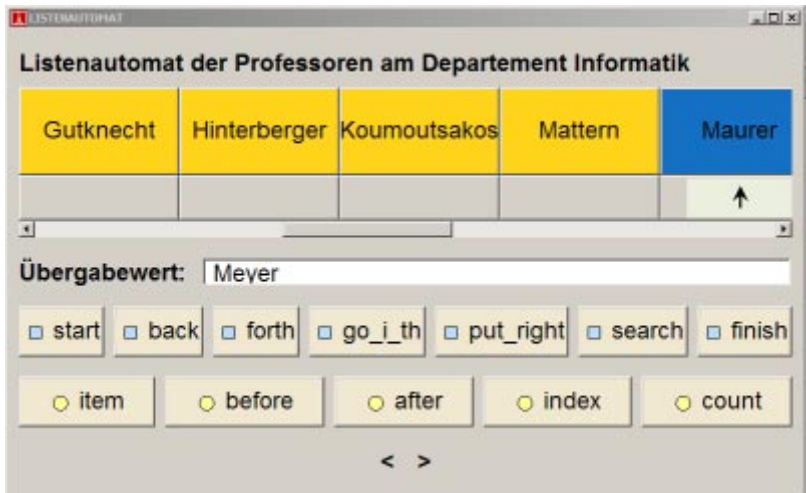 LISTENAUTOMAT
Listenautomat der Professoren am Departement Informatik
Gutknecht Hinterberger Koumoutsakos Mattern Maurer
Übergabewert: Meyer
start back forth go_i_th put_right search finish
item before after index count
< >